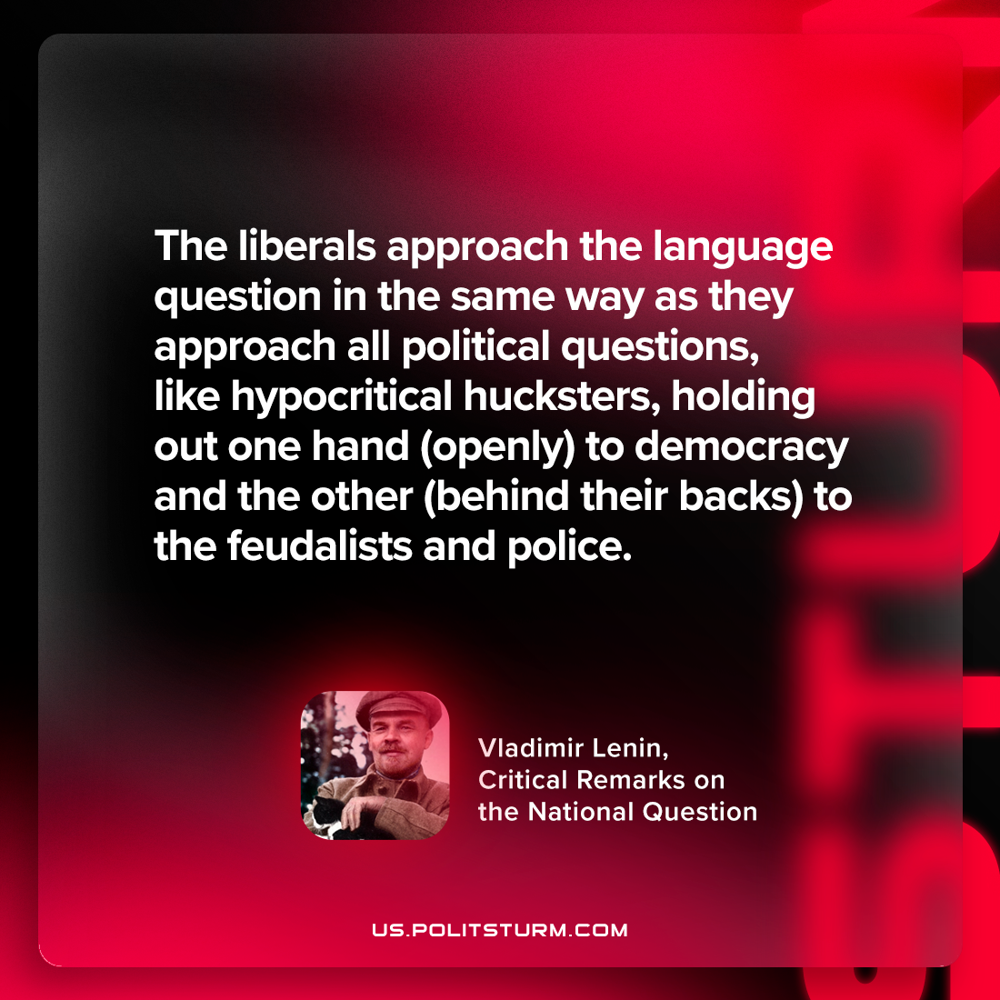 The liberals approach the language
question in the same way as they
approach all political questions,
like hypocritical hucksters, holding
out one hand (openly) to democracy
and the other (behind their backs) to
the feudalists and police.
Vladimir Lenin,
Critical Remarks on
the National Question
US.POLITSTURM.COM